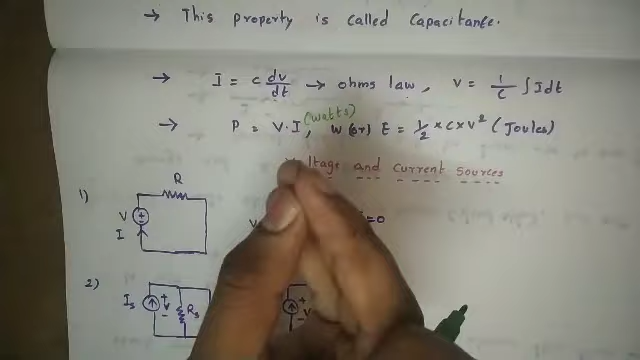 → This property is called Capacitance.
→ I = C dv/dt → ohms law, V = 1/C ∫Idt
→ P = V·I, (watts) W (or) E = 1/2 × C × V² (Joules)
and Current Sources
1) R
V
I
V =0
2) Is + V - Rs
V